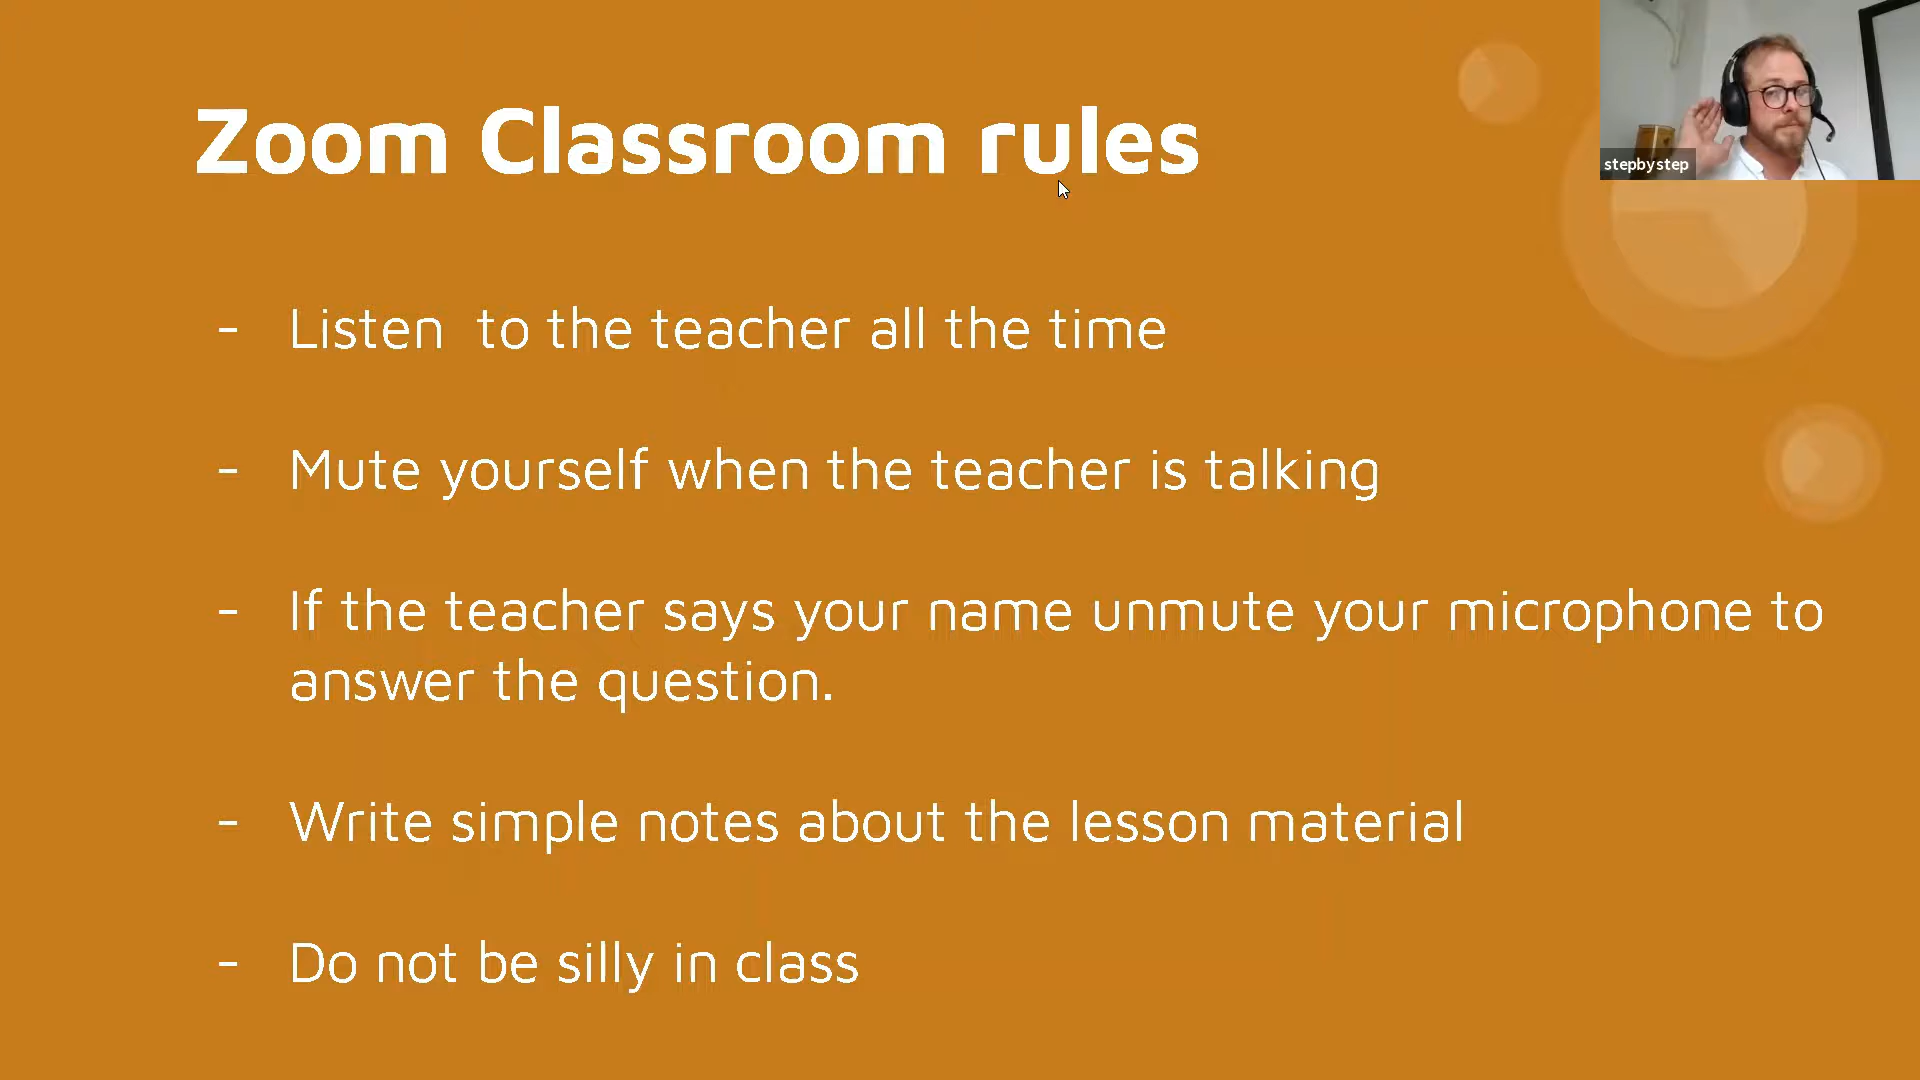 Zoom Classroom rules
stepbystep
- Listen  to the teacher all the time
- Mute yourself when the teacher is talking
- If the teacher says your name unmute your microphone to
answer the question.
- Write simple notes about the lesson material
- Do not be silly in class